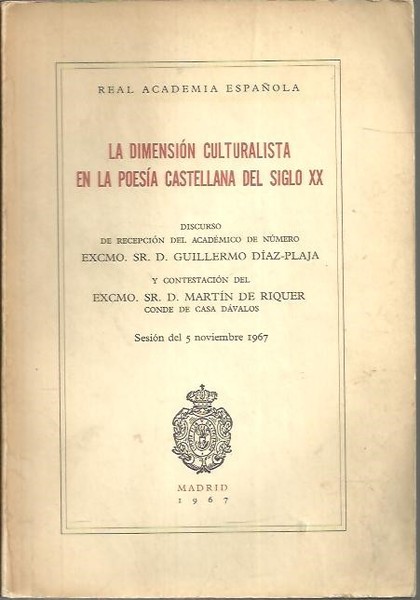 REAL ACADEMIA ESPAÑOLA
LA DIMENSIÓN CULTURALISTA
EN LA POESÍA CASTELLANA DEL SIGLO XX
DISCURSO
DE RECEPCIÓN DEL ACADÉMICO DE NÚMERO
EXCMO. SR. D. GUILLERMO DÍAZ-PLAJA
Y CONTESTACIÓN DEL
EXCMO. SR. D. MARTÍN DE RIQUER
CONDE DE CASA DÁVALOS
Sesión del 5 noviembre 1967
MADRID
1967